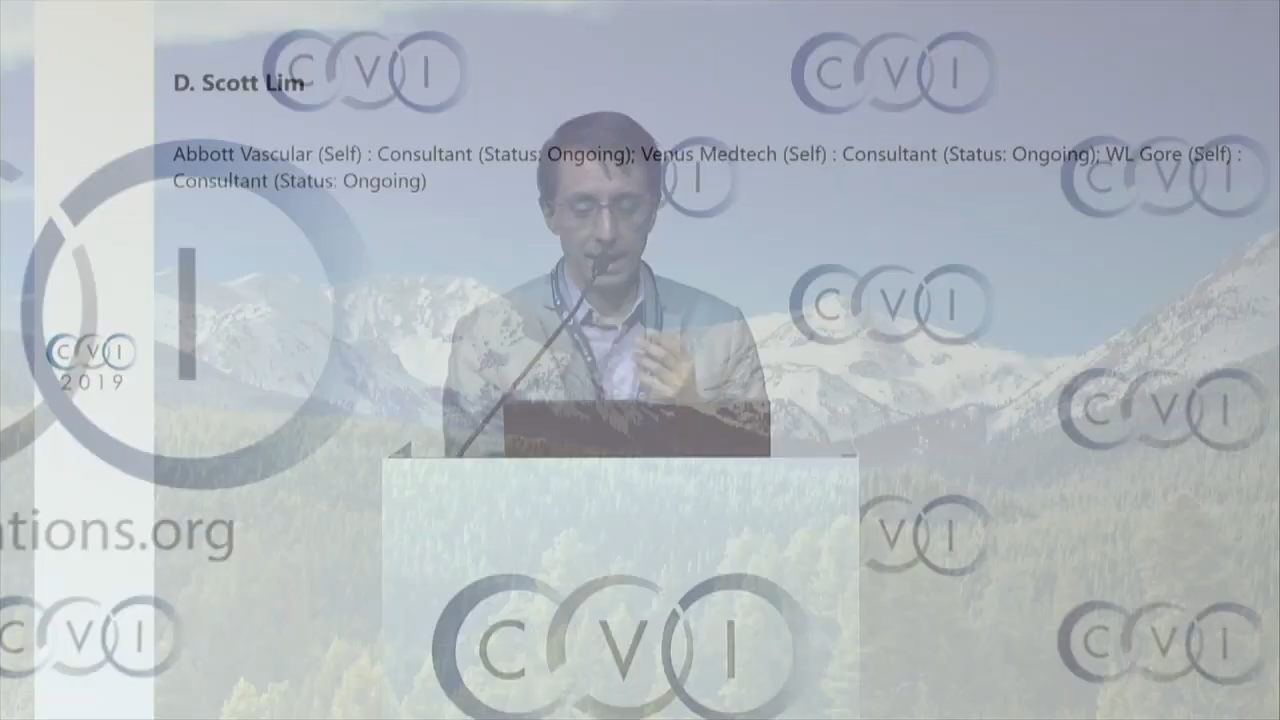 D. Scott Lim
CVI
CVI
Abbott Vascular (Self) : Consultant (Status: Ongoing); Venus Medtech (Self) : Consultant (Status: Ongoing); WL Gore (Self) :
Consultant (Status: Ongoing)
I
CVI
I
CVI
CVI
2019
CVI
tions.org
VI
CVI
CVI
CVI